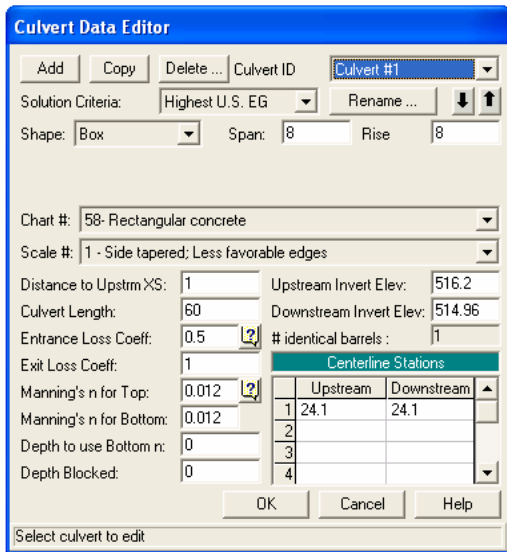 Culvert Data Editor
Add Copy Delete ... Culvert ID Culvert #1
Solution Criteria: Highest U.S. EG Rename ...
Shape: Box Span: 8 Rise 8
Chart #: 58- Rectangular concrete
Scale #: 1 - Side tapered; Less favorable edges
Distance to Upstrm XS: 1 Upstream Invert Elev: 516.2
Culvert Length: 60 Downstream Invert Elev: 514.96
Entrance Loss Coeff: 0.5 ? # identical barrels : 1
Exit Loss Coeff: 1 Centerline Stations
Manning's n for Top: 0.012 ? Upstream Downstream
Manning's n for Bottom: 0.012 1 24.1 24.1
2
Depth to use Bottom n: 0 3
Depth Blocked: 0 4
OK Cancel Help
Select culvert to edit